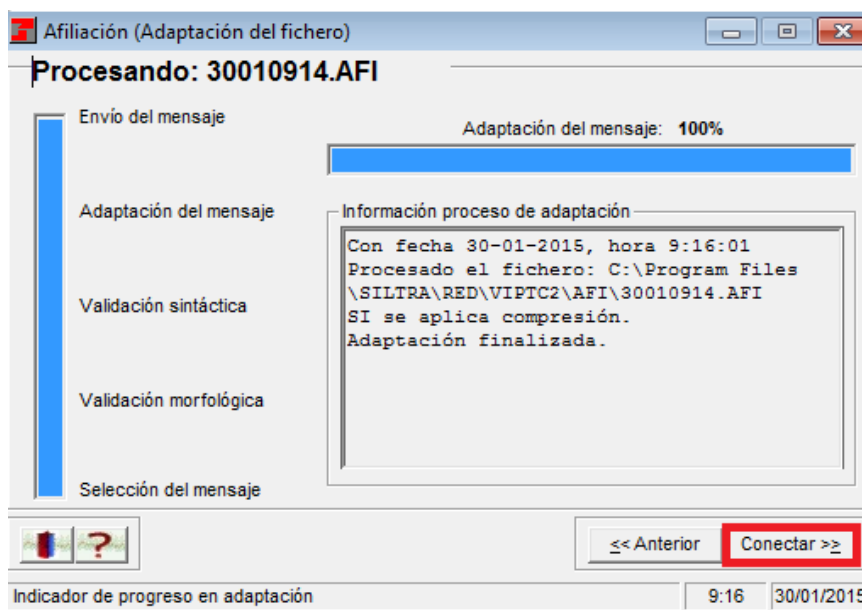 Afiliación (Adaptación del fichero)
Procesando: 30010914.AFI
Envío del mensaje
Adaptación del mensaje
Validación sintáctica
Validación morfológica
Selección del mensaje
Adaptación del mensaje: 100%
Información proceso de adaptación
Con fecha 30-01-2015, hora 9:16:01
Procesado el fichero: C:\Program Files
\SILTRA\RED\VIPTC2\AFI\30010914.AFI
SI se aplica compresión.
Adaptación finalizada.
?
<< Anterior
Conectar >>
Indicador de progreso en adaptación
9:16
30/01/2015